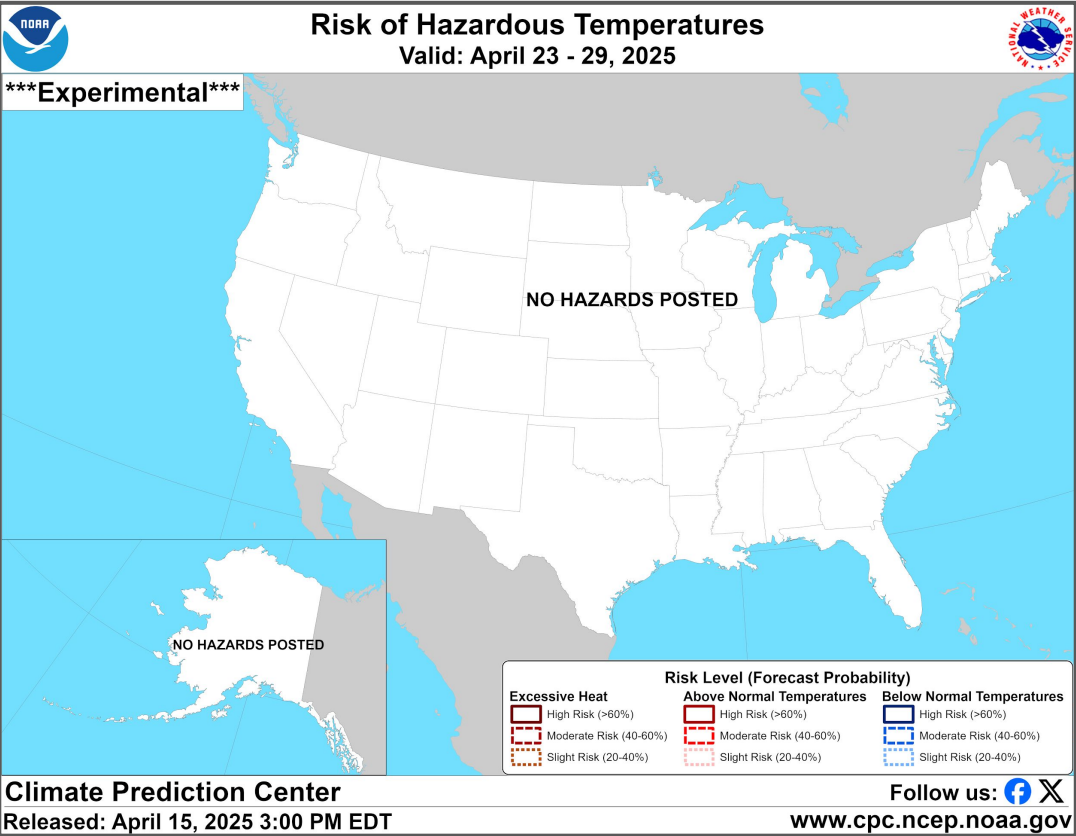 NOAA
Risk of Hazardous Temperatures
Valid: April 23 - 29, 2025
NATIONAL WEATHER SERVICE
***Experimental***
NO HAZARDS POSTED
NO HAZARDS POSTED
Risk Level (Forecast Probability)
Excessive Heat
High Risk (>60%)
Moderate Risk (40-60%)
Slight Risk (20-40%)
Above Normal Temperatures
High Risk (>60%)
Moderate Risk (40-60%)
Slight Risk (20-40%)
Below Normal Temperatures
High Risk (>60%)
Moderate Risk (40-60%)
Slight Risk (20-40%)
Climate Prediction Center
Follow us:
Released: April 15, 2025 3:00 PM EDT
www.cpc.ncep.noaa.gov